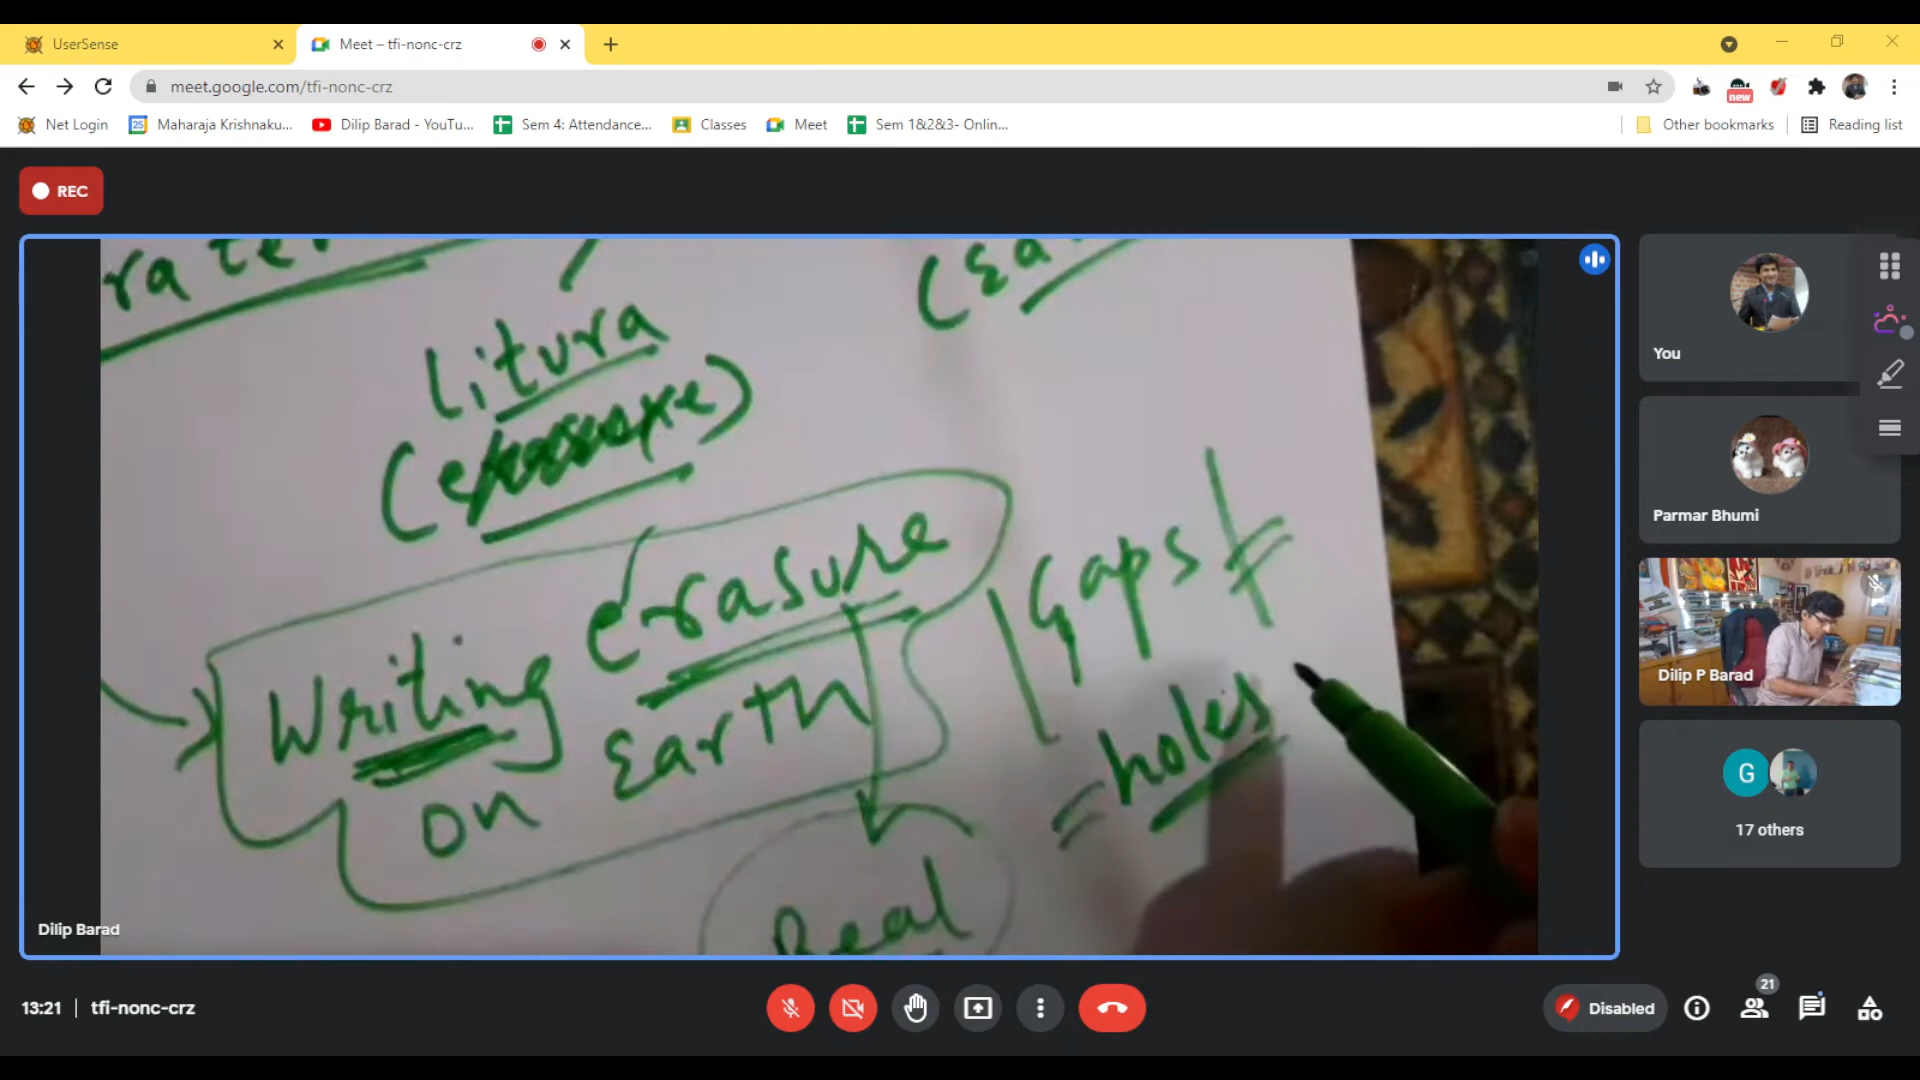 UserSense
Meet – tfi-nonc-crz
meet.google.com/tfi-nonc-crz
new
Net Login
25
Maharaja Krishnaku...
Dilip Barad - YouTu...
Sem 4: Attendance...
Classes
Meet
Sem 1&2&3- Onlin...
Other bookmarks
Reading list
REC
litura
erasure
Writing
on
Earth
Gaps
= holes
Real
Dilip Barad
You
Parmar Bhumi
Dilip P Barad
G
17 others
13:21 | tfi-nonc-crz
Disabled
21